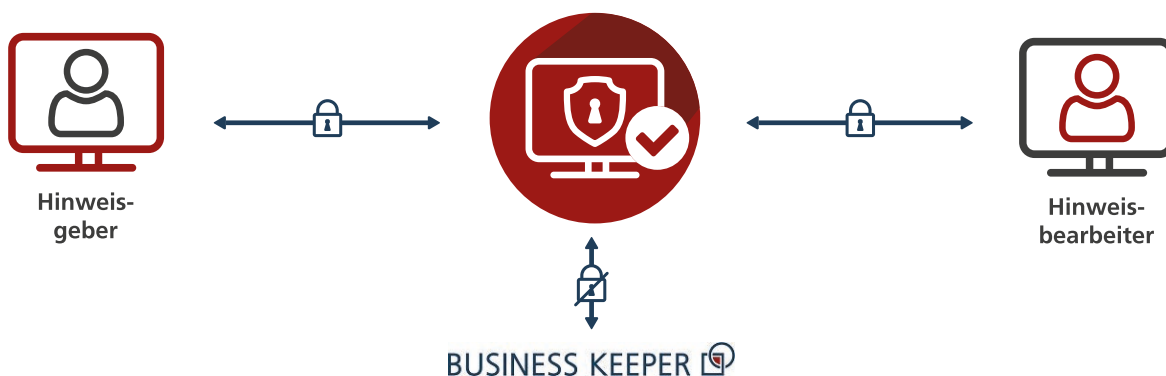 Hinweis-
geber
Hinweis-
bearbeiter
BUSINESS KEEPER